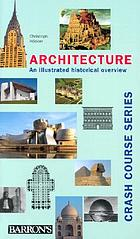 Christoph
Höcker
ARCHITECTURE
An illustrated historical overview
CRASH COURSE SERIES
BARRON'S